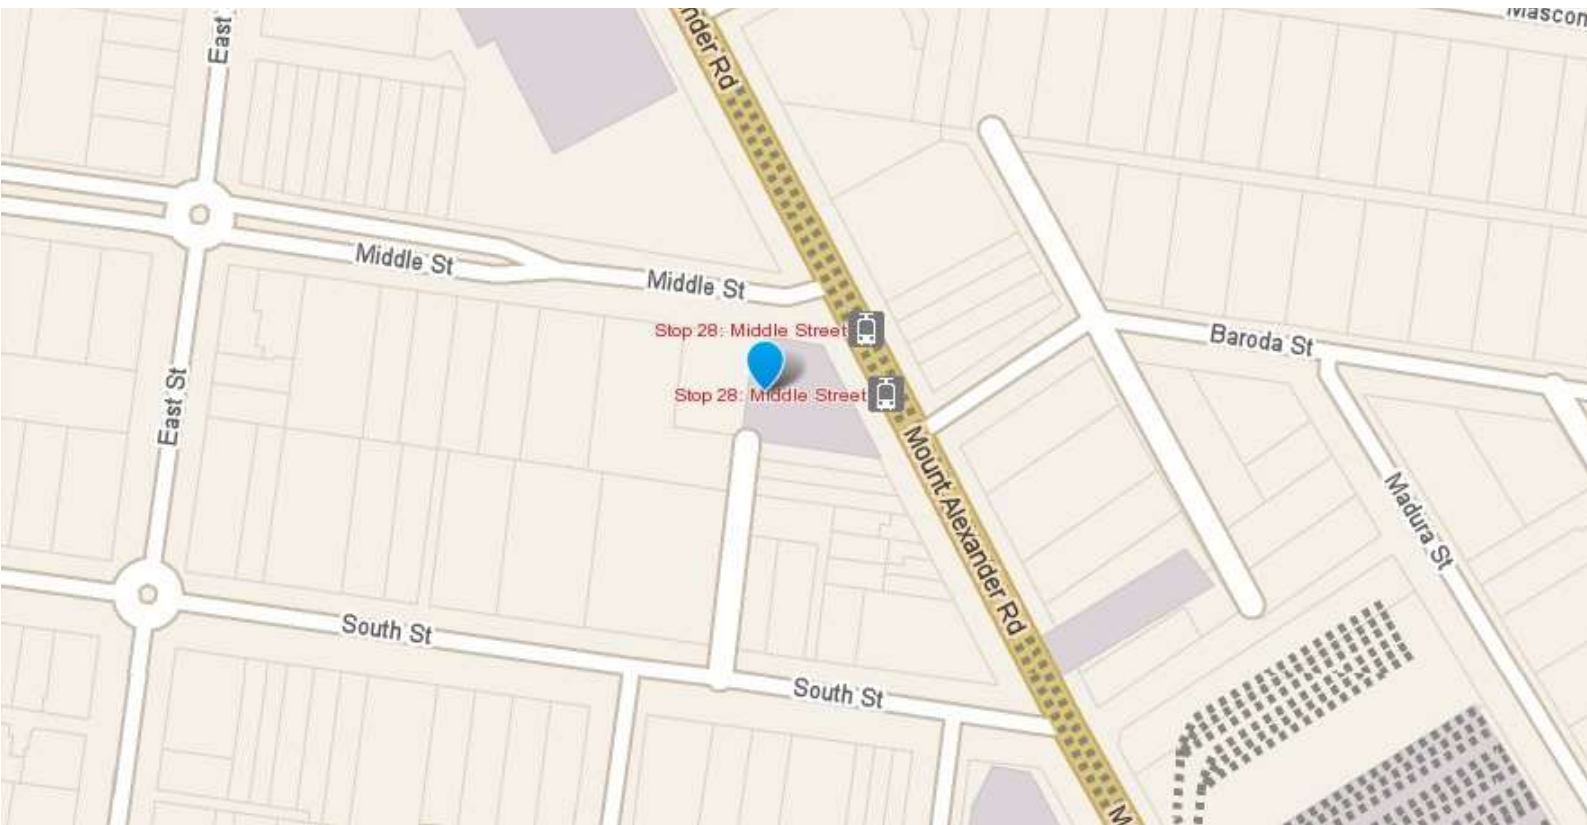 East
nder Rd
Mascon
Middle St
Middle St
Stop 28: Middle Street
Baroda St
Stop 28: Middle Street
East St
Mount Alexander Rd
Madura St
South St
South St
M